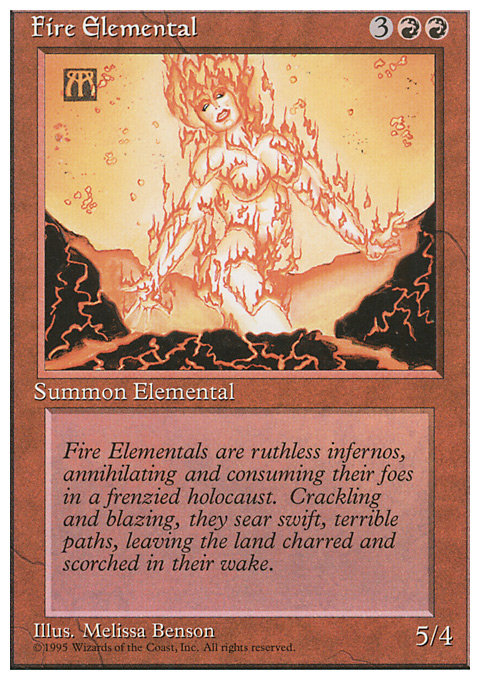 Fire Elemental 3
Summon Elemental
Fire Elementals are ruthless infernos,
annihilating and consuming their foes
in a frenzied holocaust. Crackling
and blazing, they sear swift, terrible
paths, leaving the land charred and
scorched in their wake.
Illus. Melissa Benson
©1995 Wizards of the Coast, Inc. All rights reserved.
5/4